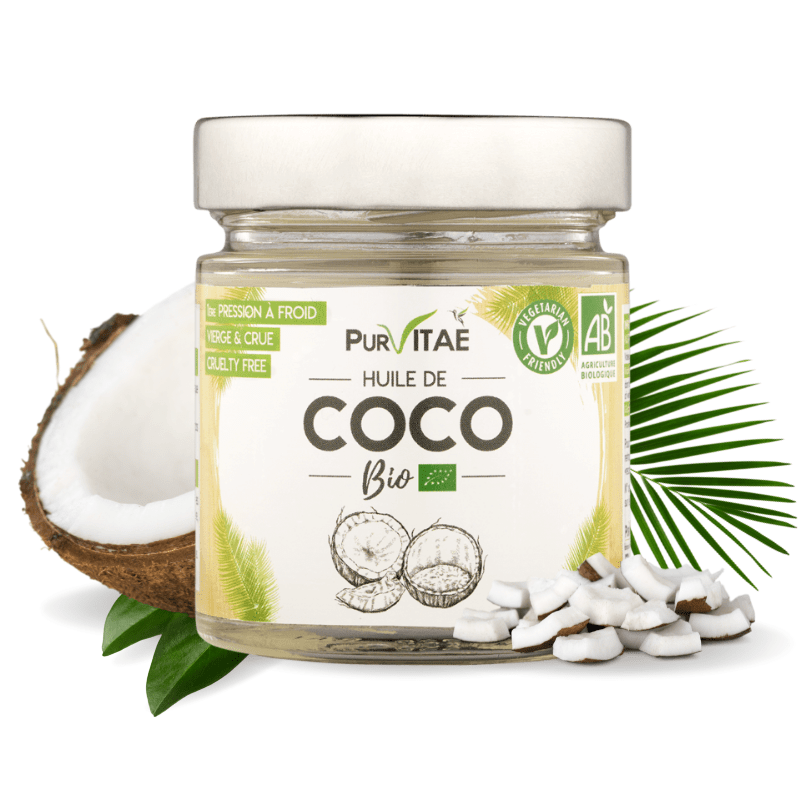 1ère PRESSION À FROID
VIERGE & CRUE
CRUELTY FREE
PURVITAE
VEGETARIAN
FRIENDLY
V
AB
AGRICULTURE
BIOLOGIQUE
HUILE DE
COCO
Bio